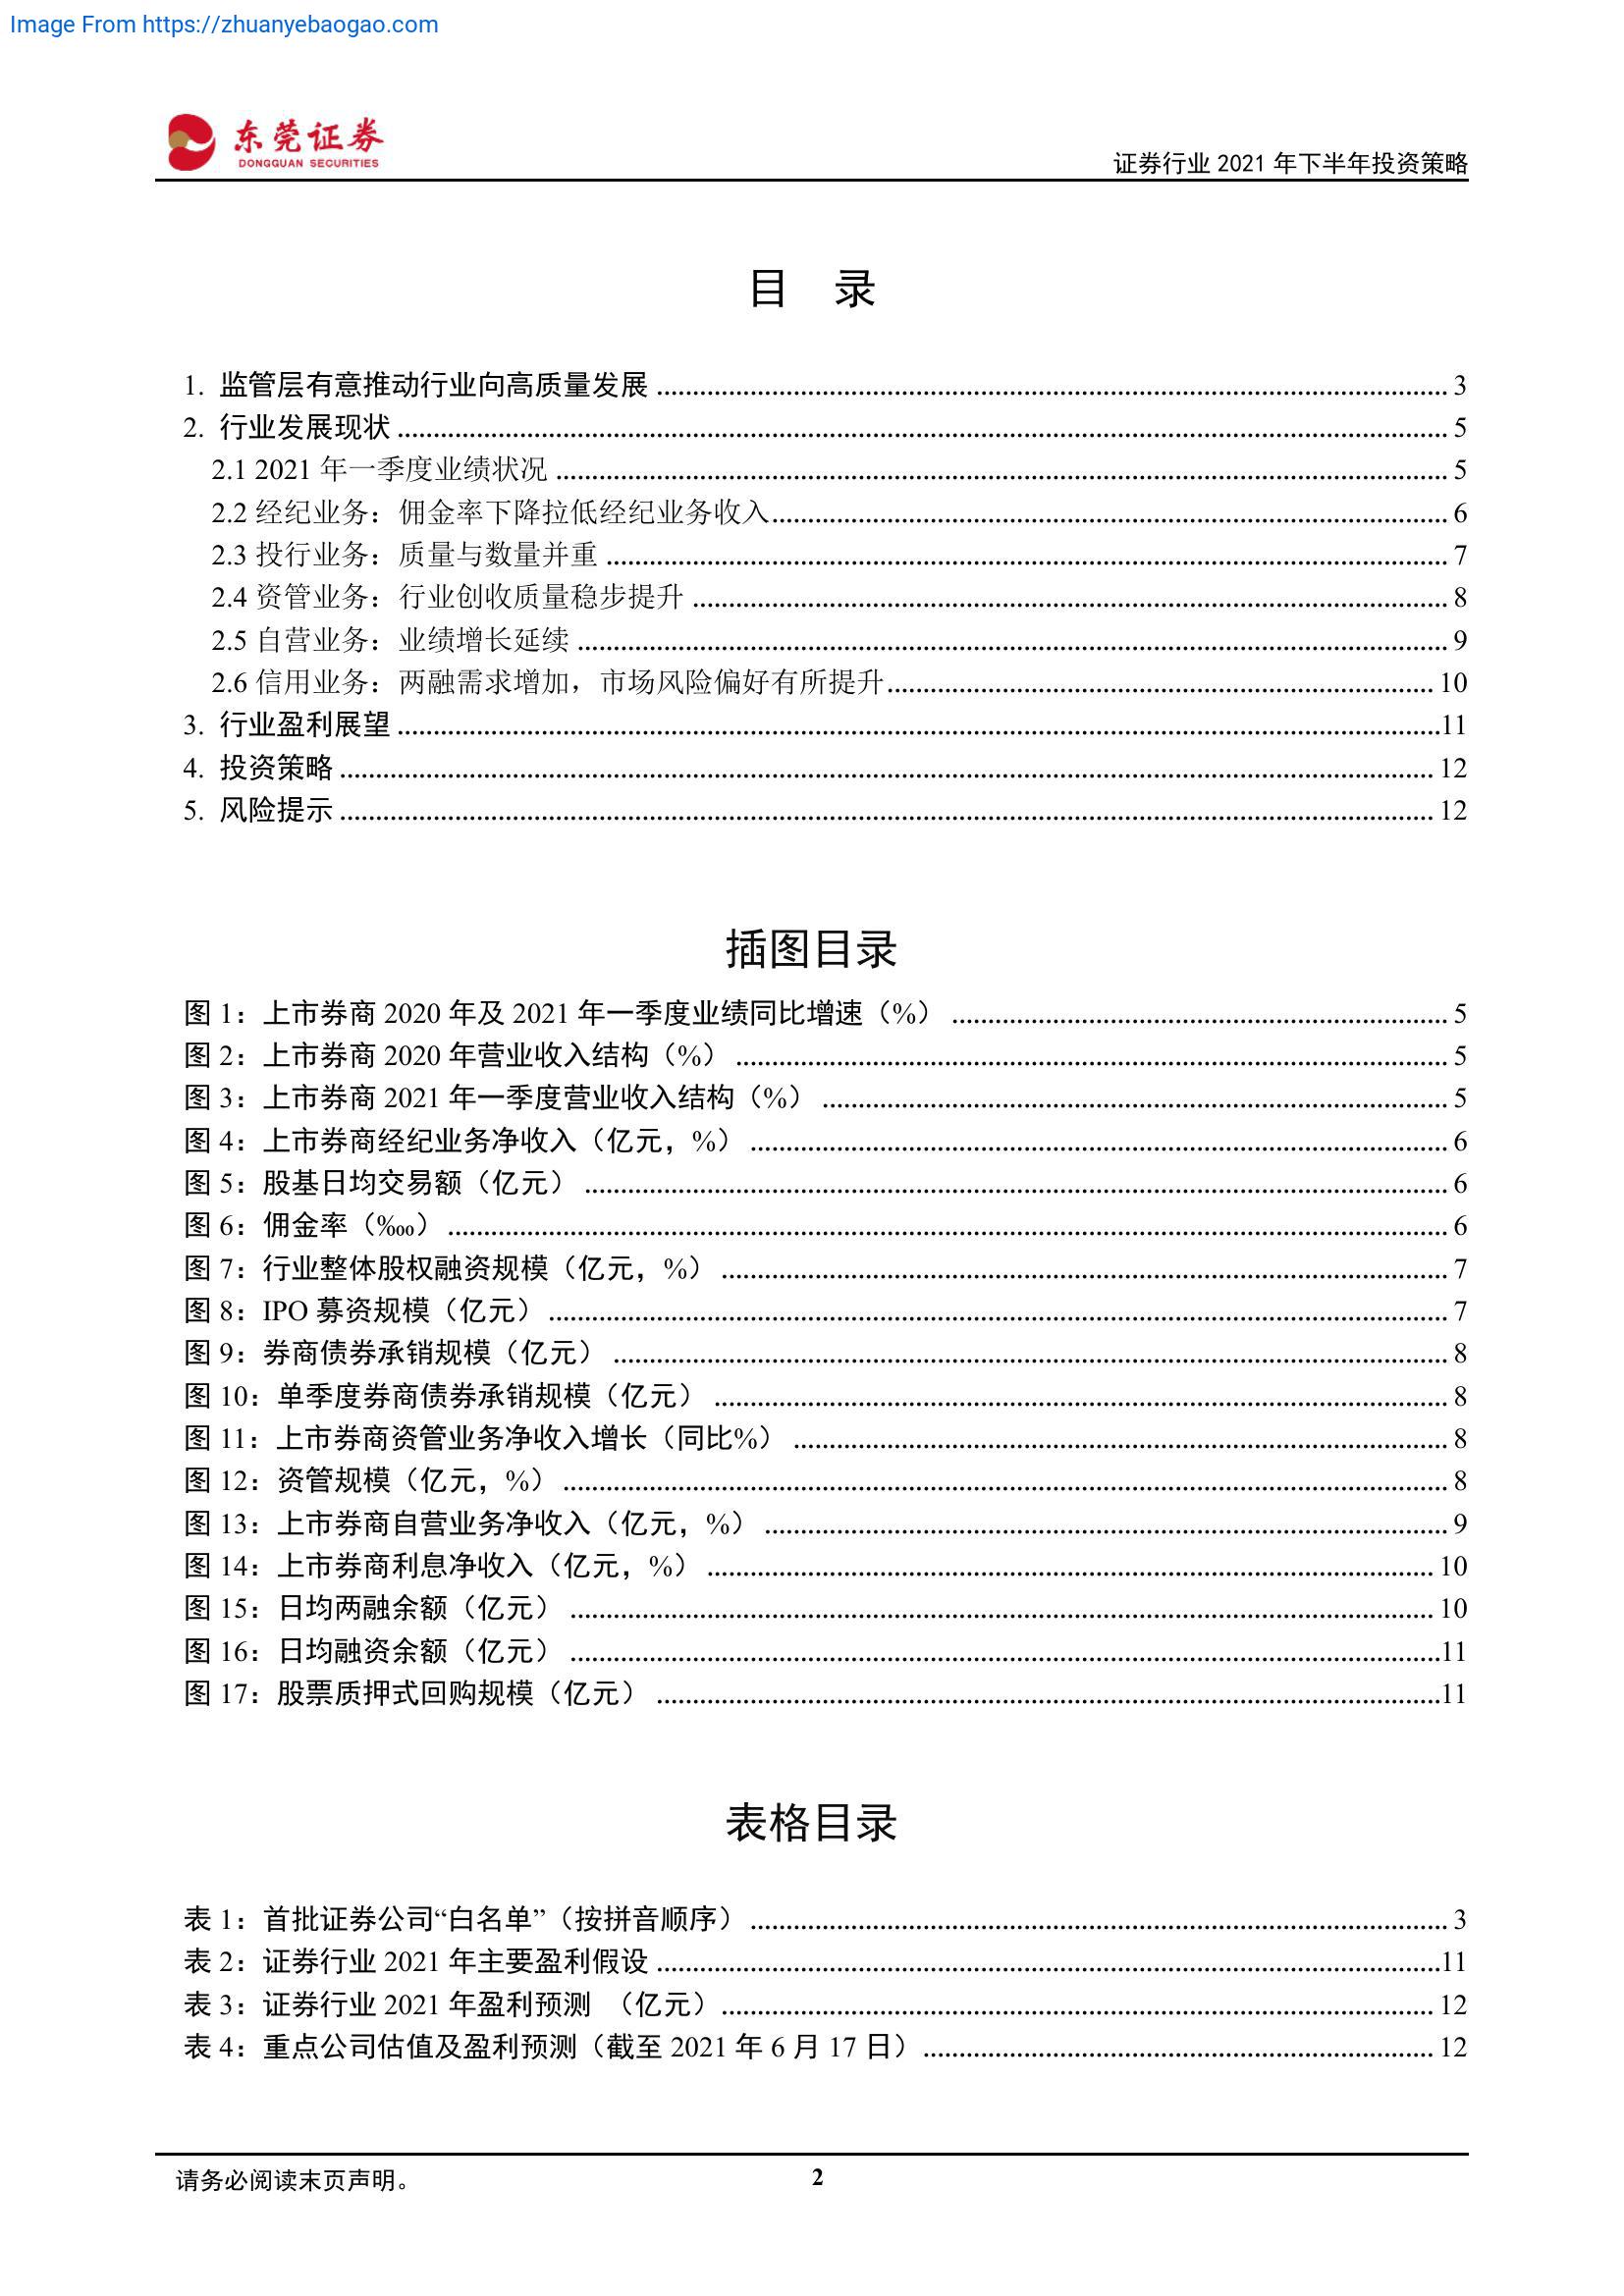 Image From https://zhuanyebaogao.com
东莞证券
DONGGUAN SECURITIES
证券行业 2021 年下半年投资策略
目 录
1. 监管层有意推动行业向高质量发展 ........ 3
2. 行业发展现状 ........ 5
2.1 2021 年一季度业绩状况 ........ 5
2.2 经纪业务：佣金率下降拉低经纪业务收入 ........ 6
2.3 投行业务：质量与数量并重 ........ 7
2.4 资管业务：行业创收质量稳步提升 ........ 8
2.5 自营业务：业绩增长延续 ........ 9
2.6 信用业务：两融需求增加，市场风险偏好有所提升 ........ 10
3. 行业盈利展望 ........ 11
4. 投资策略 ........ 12
5. 风险提示 ........ 12
插图目录
图 1：上市券商 2020 年及 2021 年一季度业绩同比增速（%） ........ 5
图 2：上市券商 2020 年营业收入结构（%） ........ 5
图 3：上市券商 2021 年一季度营业收入结构（%） ........ 5
图 4：上市券商经纪业务净收入（亿元，%） ........ 6
图 5：股基日均交易额（亿元） ........ 6
图 6：佣金率（‱） ........ 6
图 7：行业整体股权融资规模（亿元，%） ........ 7
图 8：IPO 募资规模（亿元） ........ 7
图 9：券商债券承销规模（亿元） ........ 8
图 10：单季度券商债券承销规模（亿元） ........ 8
图 11：上市券商资管业务净收入增长（同比%） ........ 8
图 12：资管规模（亿元，%） ........ 8
图 13：上市券商自营业务净收入（亿元，%） ........ 9
图 14：上市券商利息净收入（亿元，%） ........ 10
图 15：日均两融余额（亿元） ........ 10
图 16：日均融资余额（亿元） ........ 11
图 17：股票质押式回购规模（亿元） ........ 11
表格目录
表 1：首批证券公司“白名单”（按拼音顺序） ........ 3
表 2：证券行业 2021 年主要盈利假设 ........ 11
表 3：证券行业 2021 年盈利预测 （亿元） ........ 12
表 4：重点公司估值及盈利预测（截至 2021 年 6 月 17 日） ........ 12
请务必阅读末页声明。
2